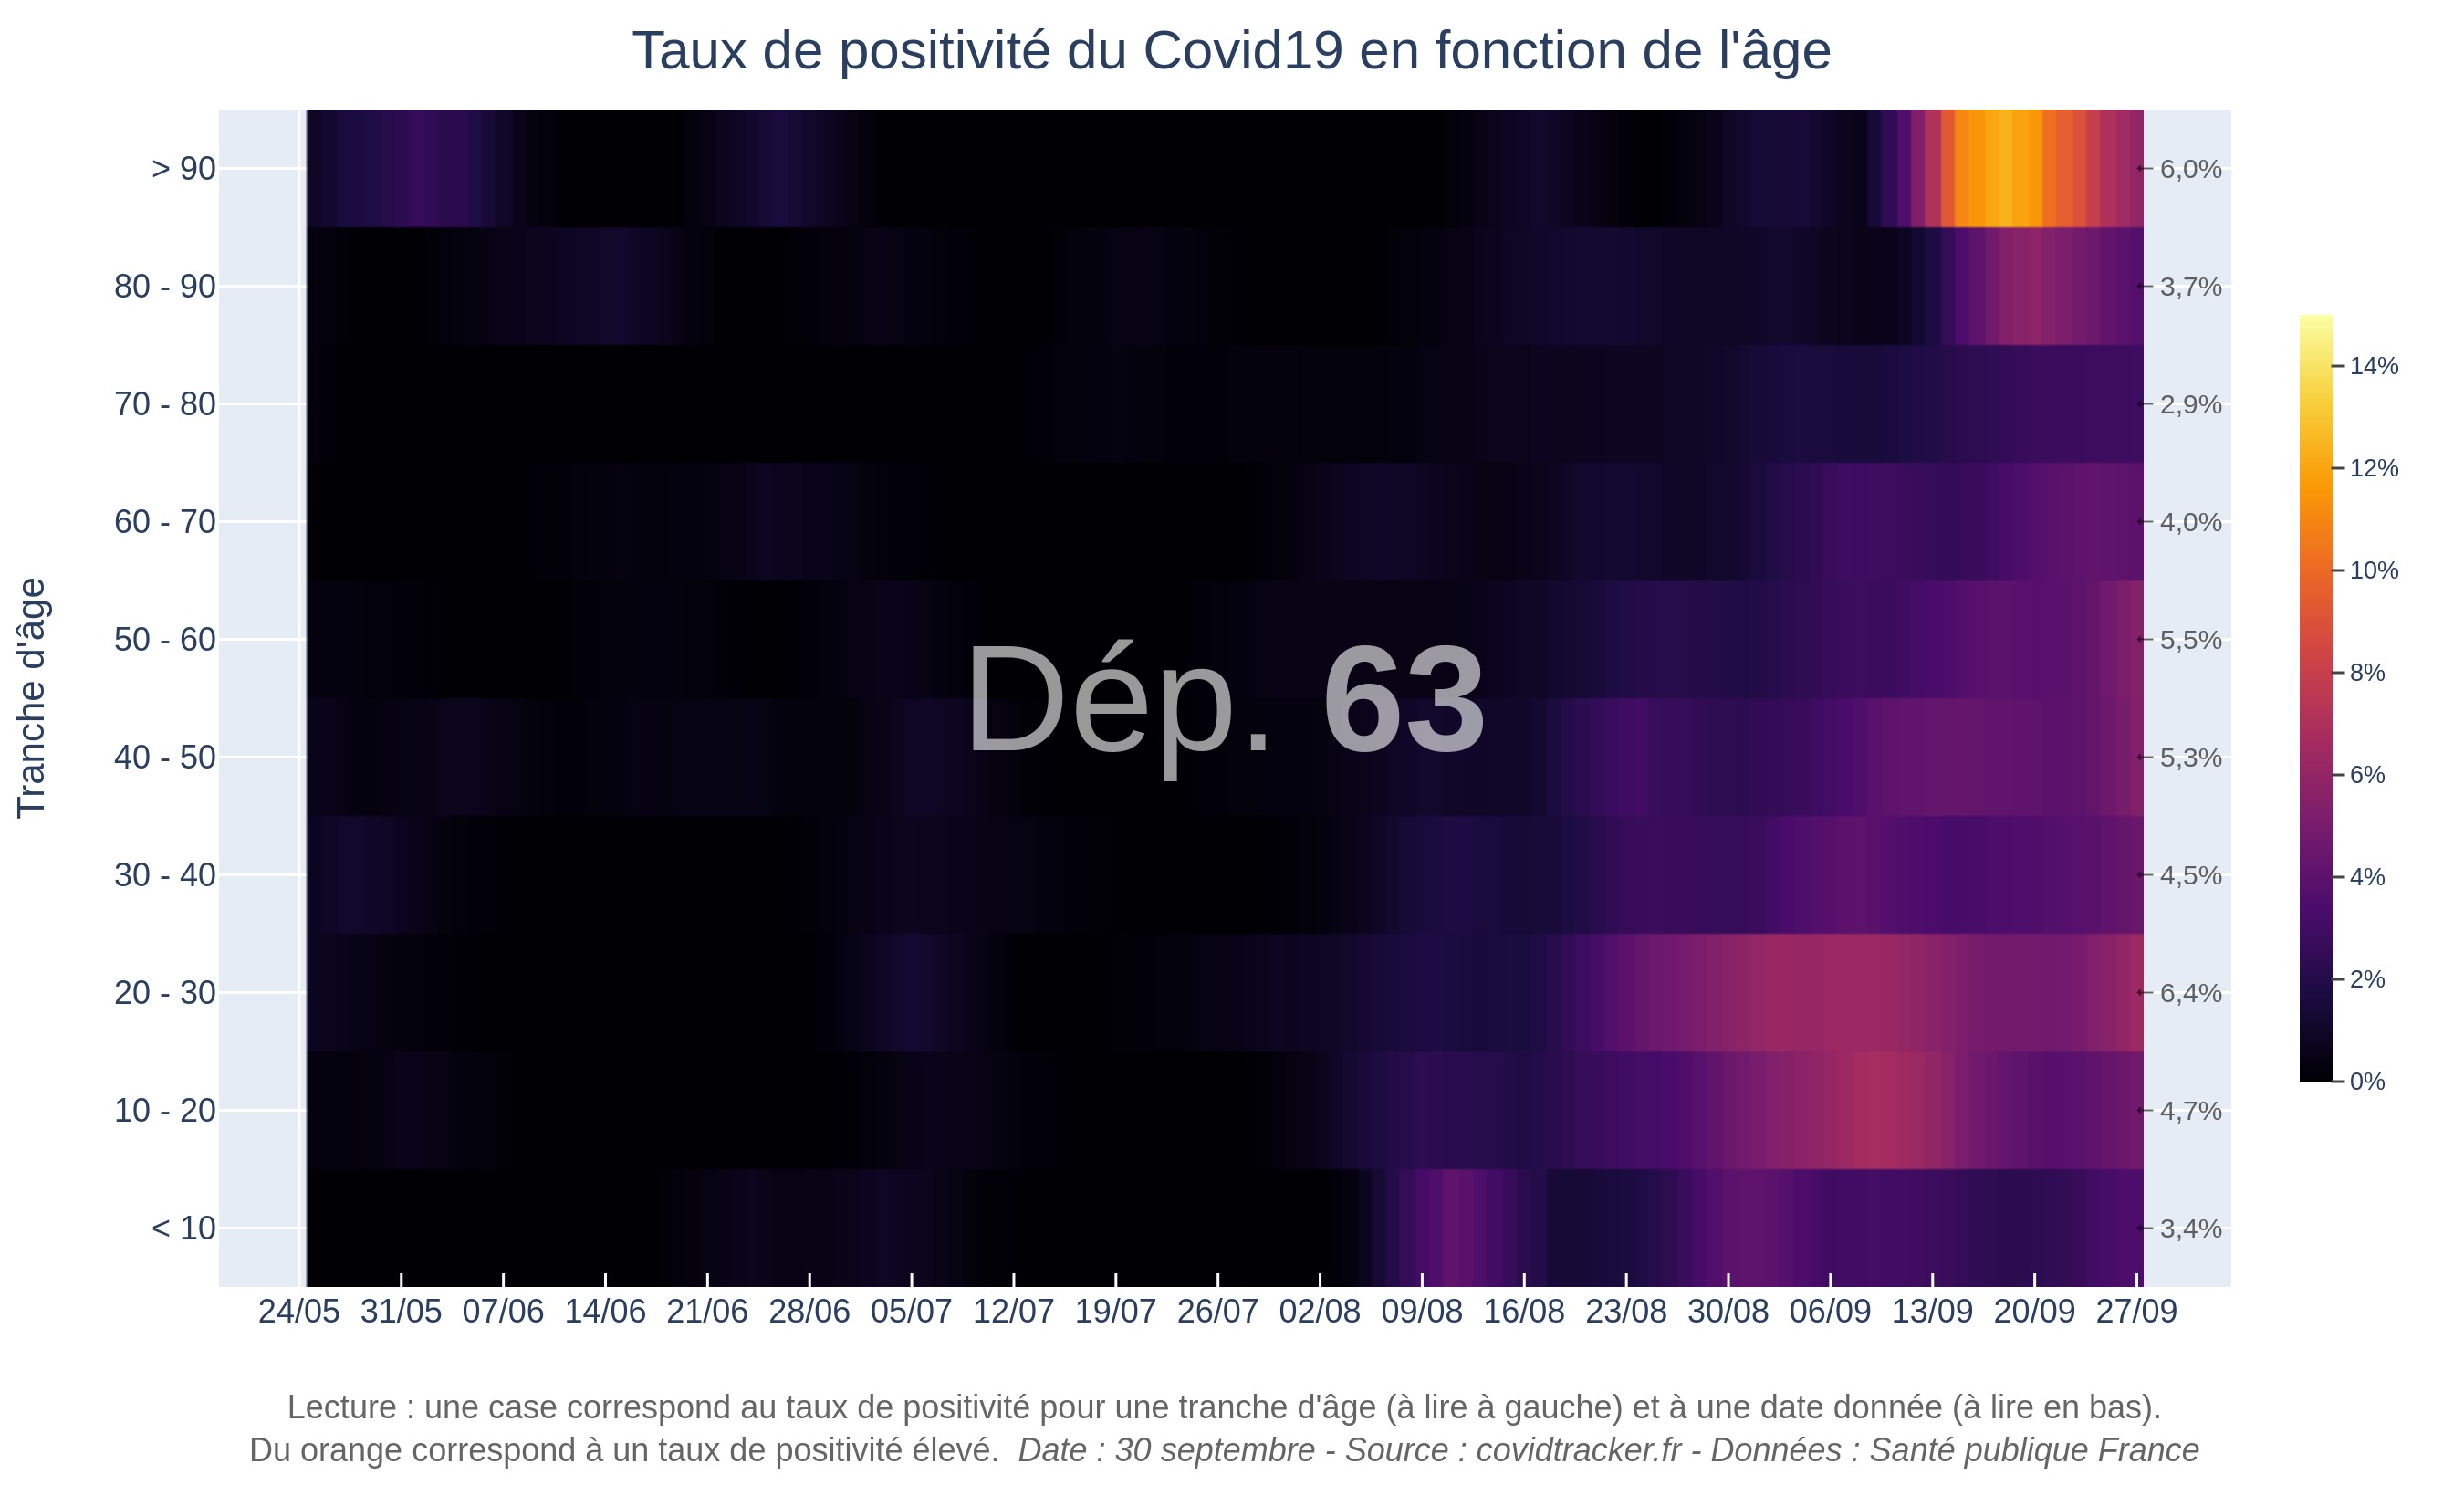 Taux de positivité du Covid19 en fonction de l'âge
Tranche d'âge
> 90
80 - 90
70 - 80
60 - 70
50 - 60
40 - 50
30 - 40
20 - 30
10 - 20
< 10
Dép. 63
6,0%
3,7%
2,9%
4,0%
5,5%
5,3%
4,5%
6,4%
4,7%
3,4%
14%
12%
10%
8%
6%
4%
2%
0%
24/05 31/05 07/06 14/06 21/06 28/06 05/07 12/07 19/07 26/07 02/08 09/08 16/08 23/08 30/08 06/09 13/09 20/09 27/09
Lecture : une case correspond au taux de positivité pour une tranche d'âge (à lire à gauche) et à une date donnée (à lire en bas).
Du orange correspond à un taux de positivité élevé. Date : 30 septembre - Source : covidtracker.fr - Données : Santé publique France